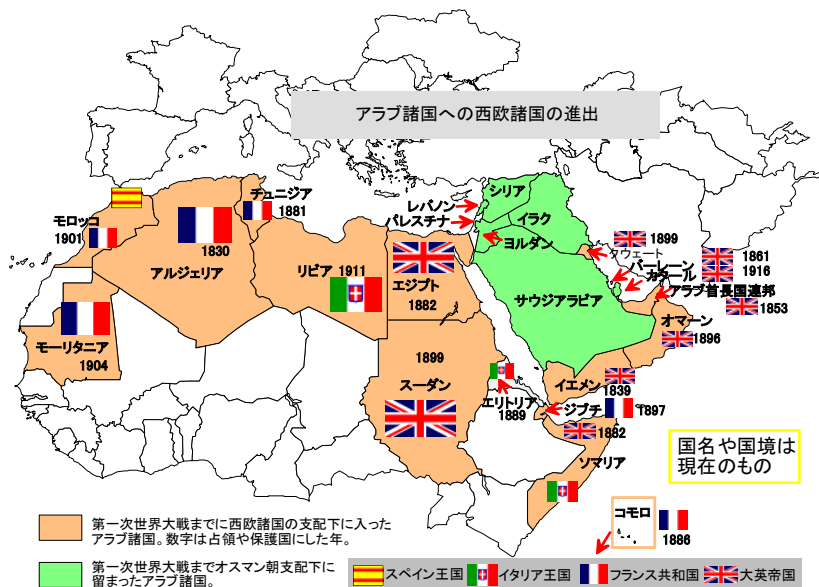 アラブ諸国への西欧諸国の進出
シリア
チュニジア
1881
レバノン
パレスチナ
イラク
モロッコ
1901
ヨルダン
1899
クウェート
1830
アルジェリア
リビア 1911
エジプト
1882
バーレーン
カタール
1861
1916
アラブ首長国連邦
1853
サウジアラビア
オマーン
1896
モーリタニア
1904
1899
スーダン
イエメン
1839
エリトリア
1889
ジブチ
1897
1882
ソマリア
国名や国境は
現在のもの
コモロ
1886
第一次世界大戦までに西欧諸国の支配下に入った
アラブ諸国。数字は占領や保護国にした年。
第一次世界大戦までオスマン朝支配下に
留まったアラブ諸国。
スペイン王国 イタリア王国 フランス共和国 大英帝国